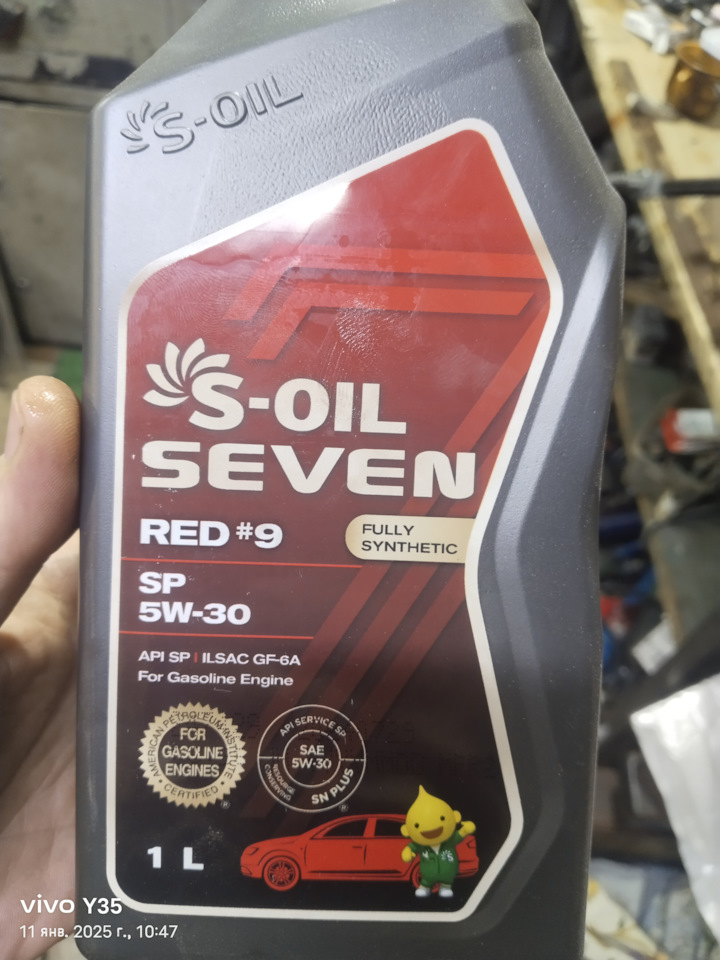 S-OIL
S-OIL
SEVEN
RED #9
FULLY
SYNTHETIC
SP
5W-30
API SP | ILSAC GF-6A
For Gasoline Engine
AMERICAN PETROLEUM INSTITUTE
FOR
GASOLINE
ENGINES
CERTIFIED
®
API SERVICE SP
SAE
5W-30
RESOURCE
CONSERVING
SN PLUS
®
1 L
vivo Y35
11 янв. 2025 г., 10:47